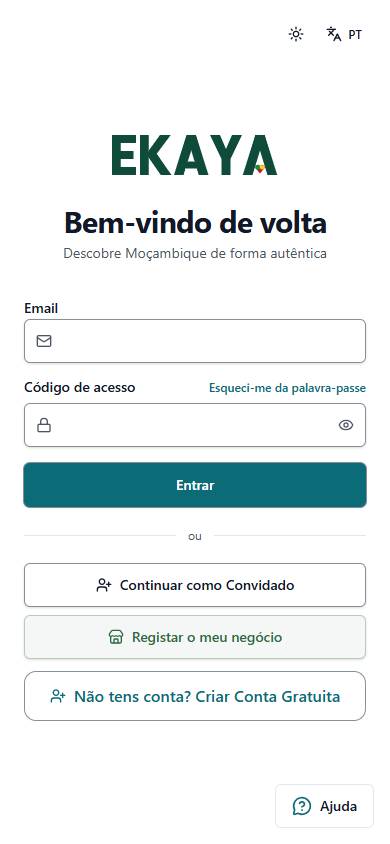 PT
EKAYA
Bem-vindo de volta
Descobre Moçambique de forma autêntica
Email
Código de acesso
Esqueci-me da palavra-passe
Entrar
ou
Continuar como Convidado
Registar o meu negócio
Não tens conta? Criar Conta Gratuita
Ajuda